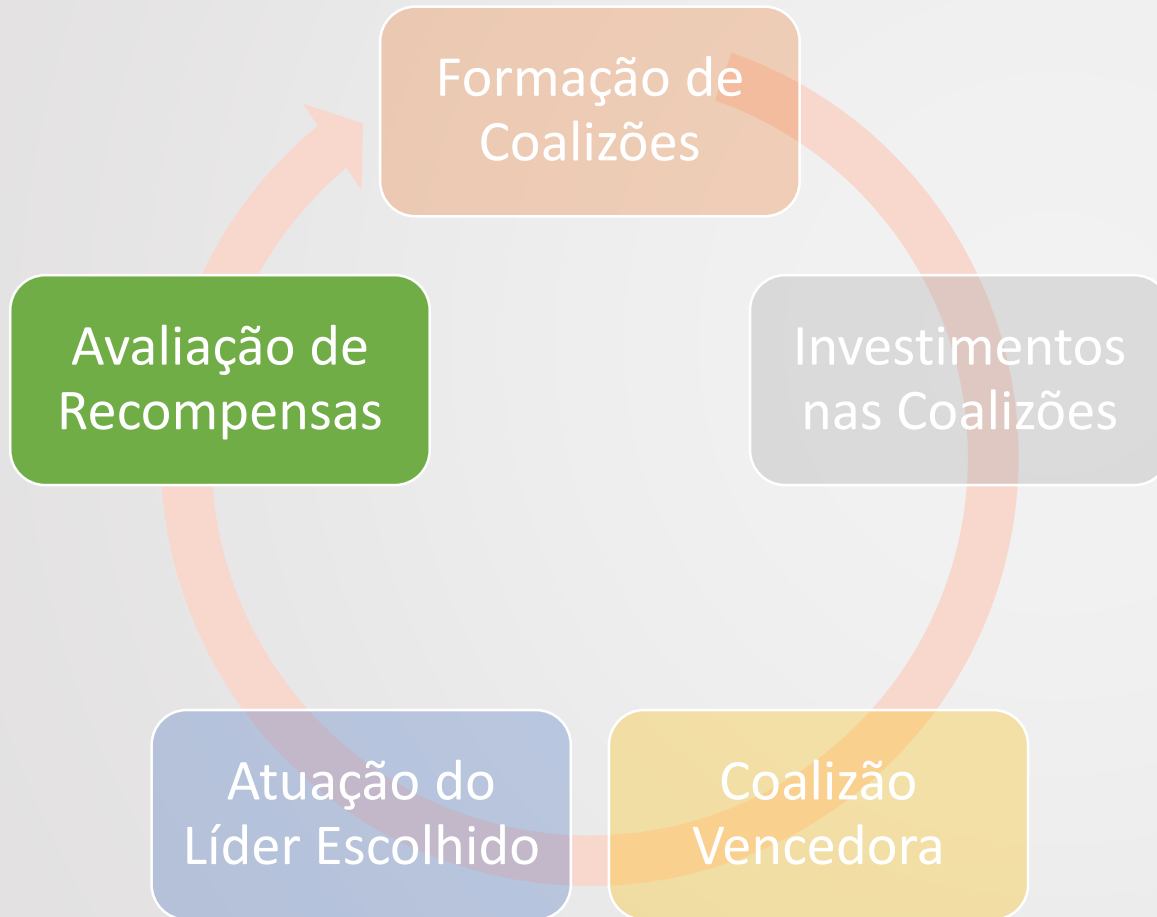 Formação de
Coalizões
Investimentos
nas Coalizões
Coalizão
Vencedora
Atuação do
Líder Escolhido
Avaliação de
Recompensas